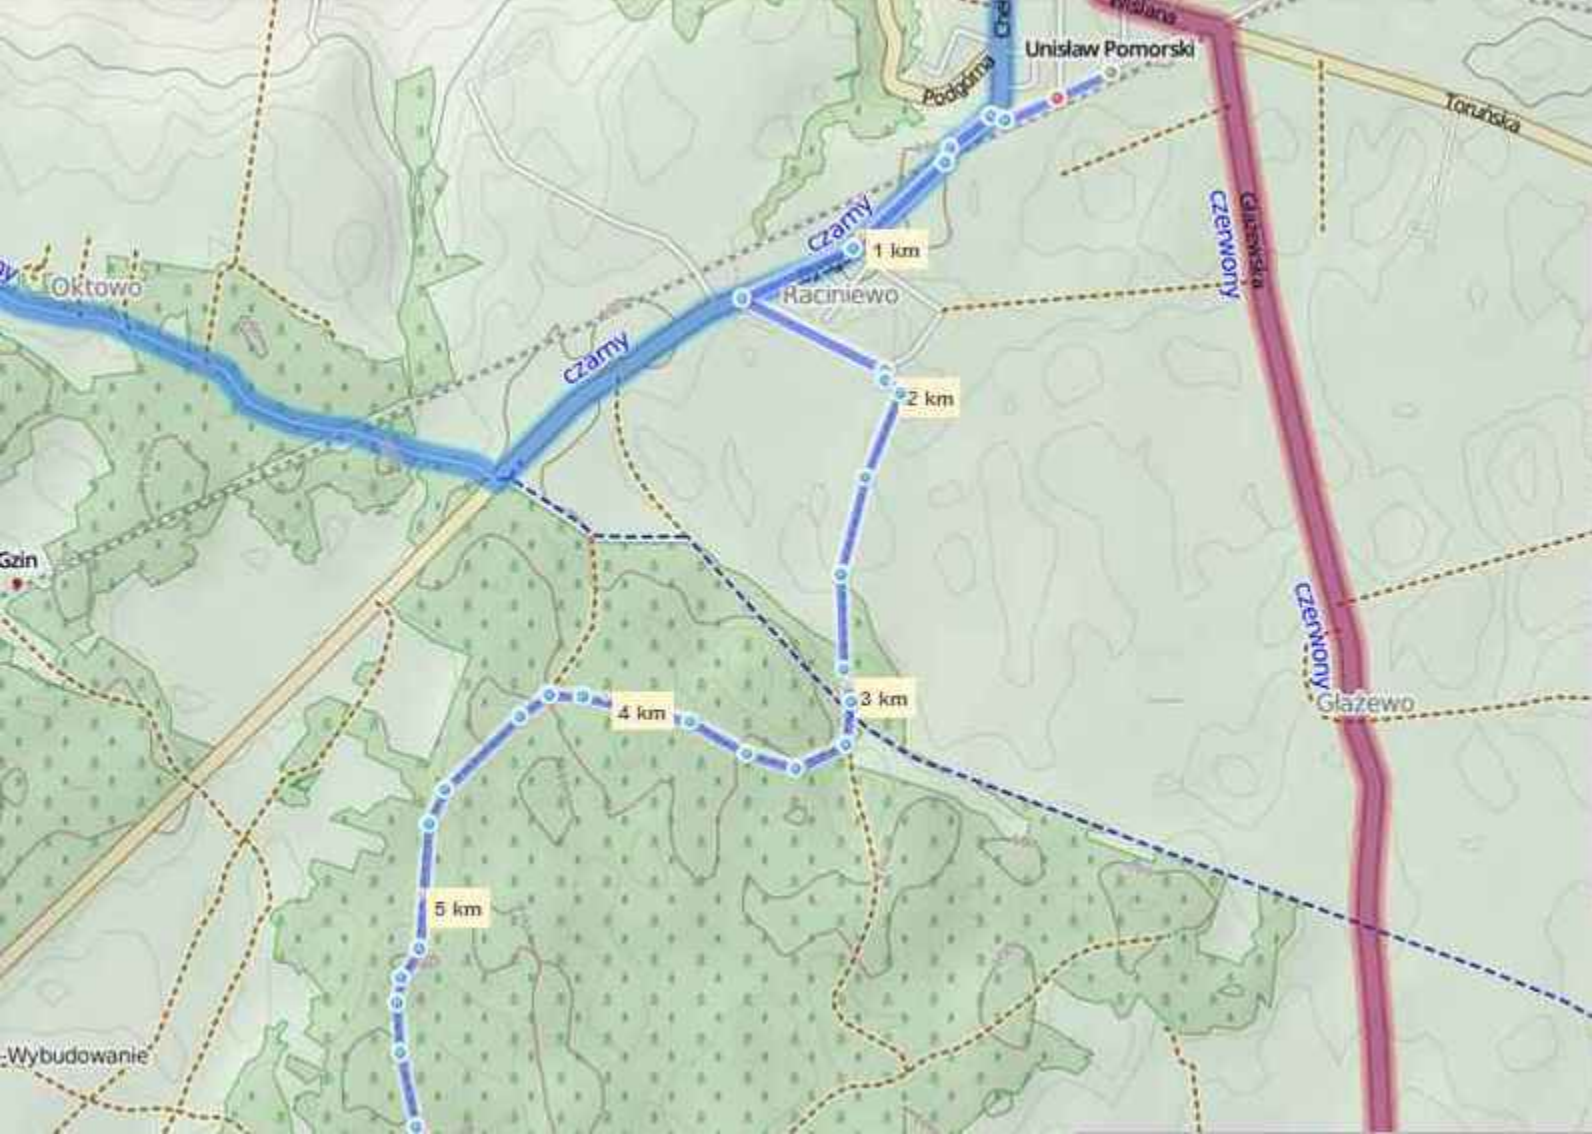 Wiślana
Unisław Pomorski
Podgórna
Toruńska
czarny
1 km
Głażewska
czerwony
Raciniewo
Oktowo
czarny
2 km
Gzin
czerwony
3 km
Głażewo
4 km
5 km
-Wybudowanie